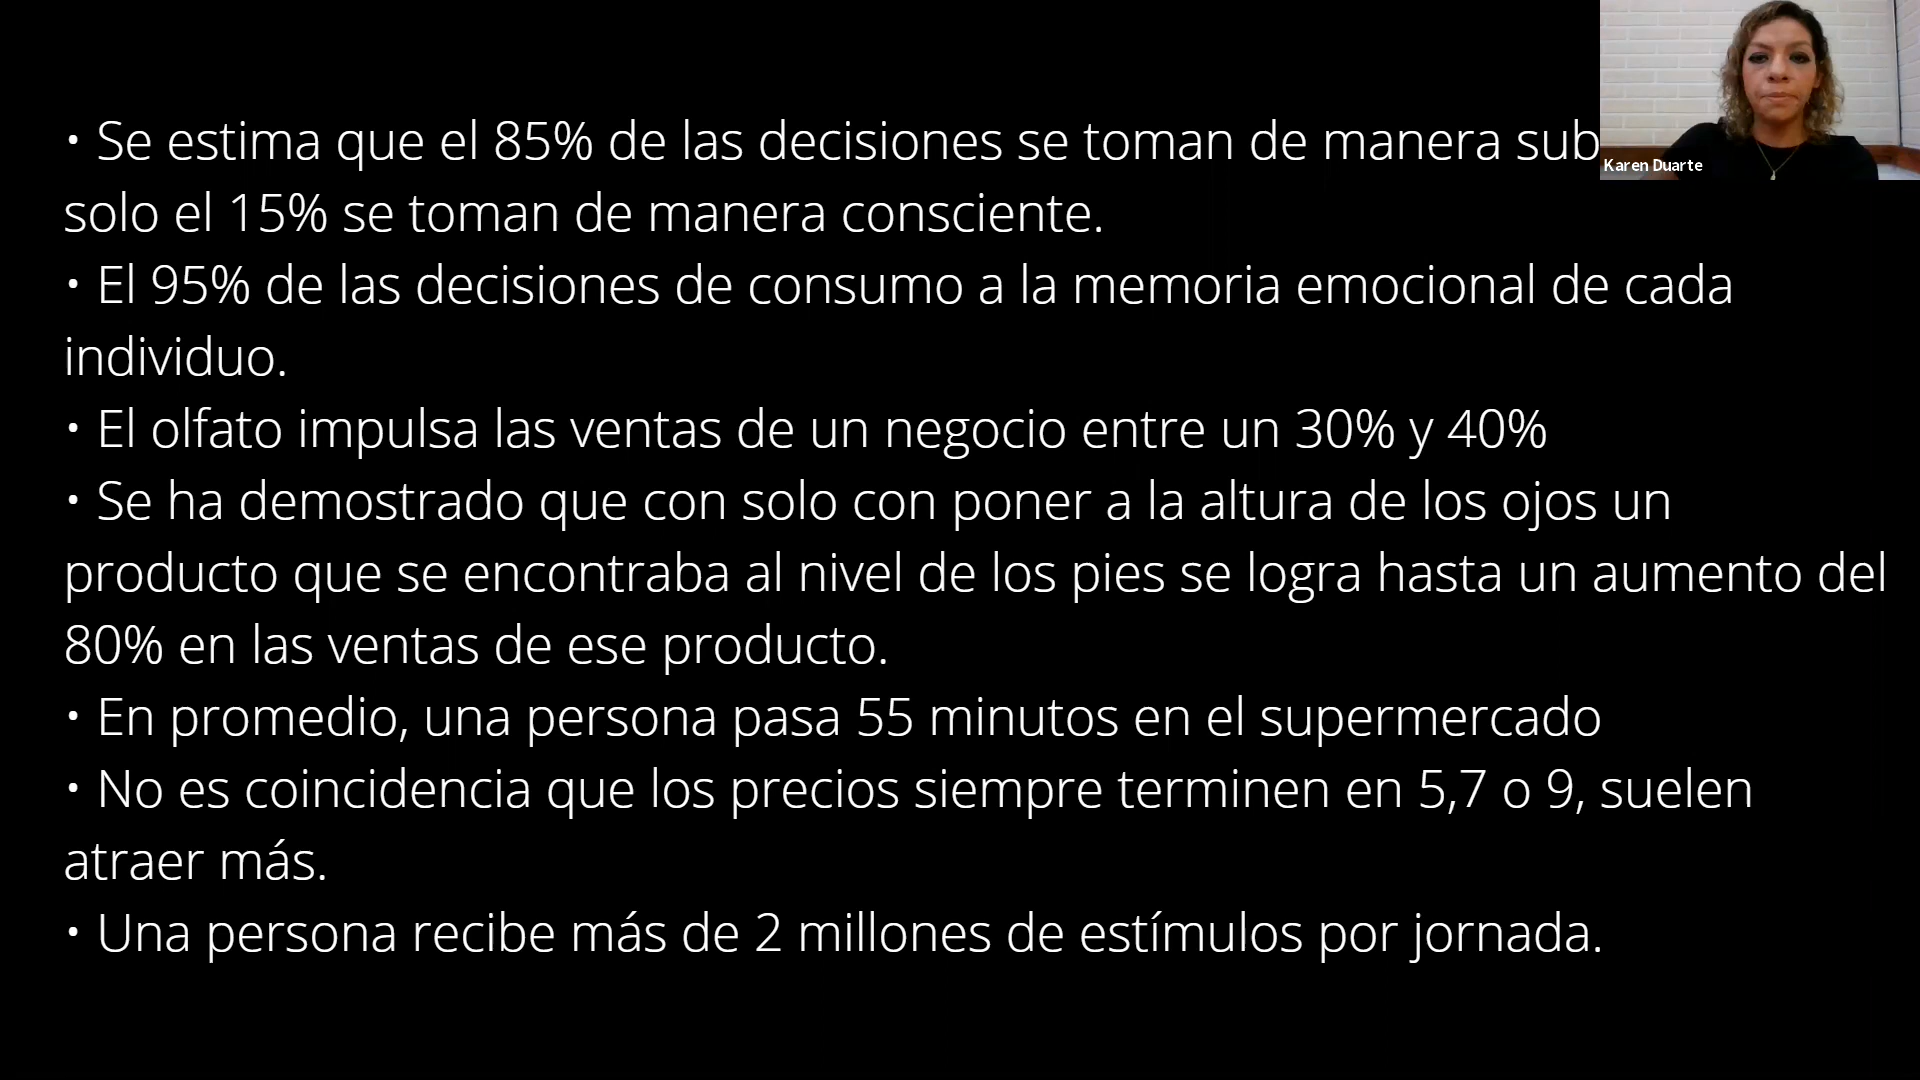 • Se estima que el 85% de las decisiones se toman de manera
solo el 15% se toman de manera consciente.
• El 95% de las decisiones de consumo a la memoria emocional de cada
individuo.
• El olfato impulsa las ventas de un negocio entre un 30% y 40%
• Se ha demostrado que con solo con poner a la altura de los ojos un
producto que se encontraba al nivel de los pies se logra hasta un aumento del
80% en las ventas de ese producto.
• En promedio, una persona pasa 55 minutos en el supermercado
• No es coincidencia que los precios siempre terminen en 5,7 o 9, suelen
atraer más.
• Una persona recibe más de 2 millones de estímulos por jornada.
Karen Duarte